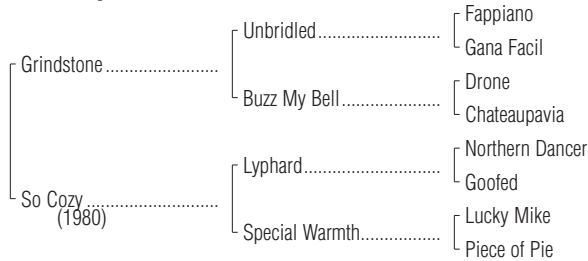 Fappiano
Unbridled
Gana Facil
Grindstone
Drone
Buzz My Bell
Chateaupavia
Northern Dancer
Lyphard
Goofed
So Cozy
(1980)
Lucky Mike
Special Warmth
Piece of Pie